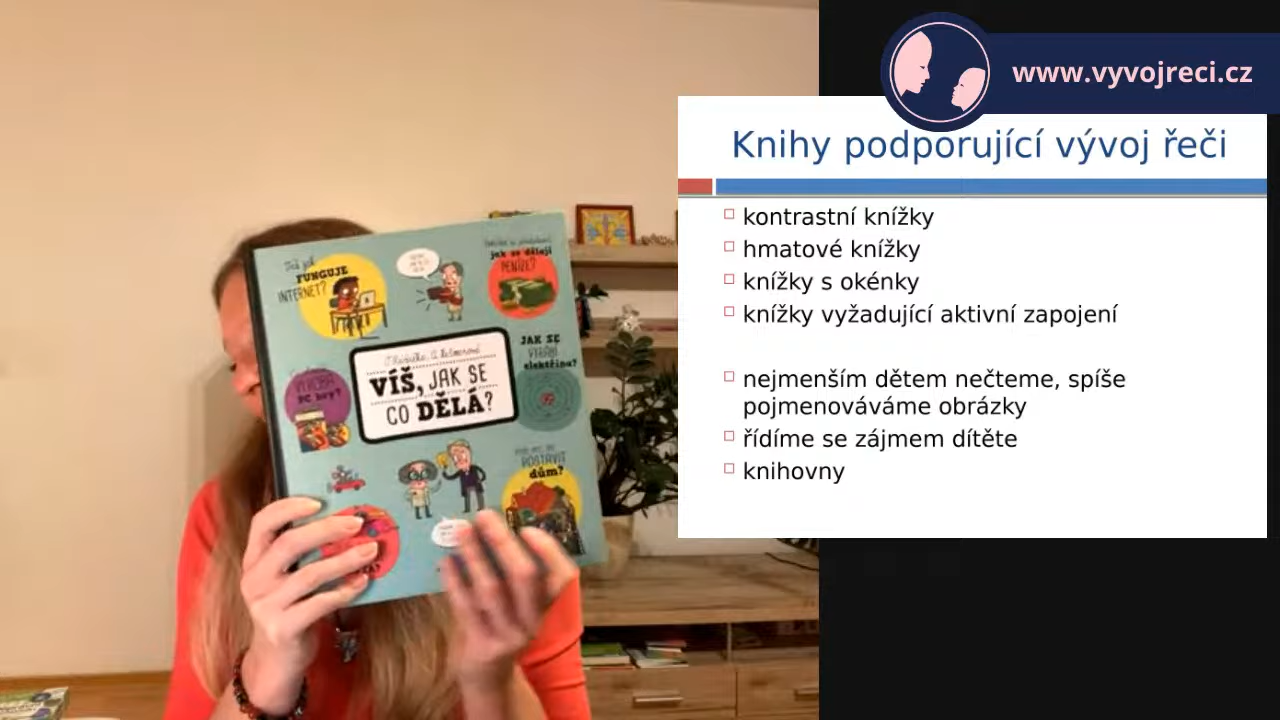 www.vyvojreci.cz
Knihy podporující vývoj řeči
kontrastní knížky
hmatové knížky
knížky s okénky
knížky vyžadující aktivní zapojení
nejmenším dětem nečteme, spíše
pojmenováváme obrázky
řídíme se zájmem dítěte
knihovny
FUNGUJE
INTERNET?
jak se dělají
PENÍZE?
JAK SE
VYRÁBÍ
elektřina?
VÍŠ, JAK SE
CO DĚLÁ?
POSTAVIT
dům?